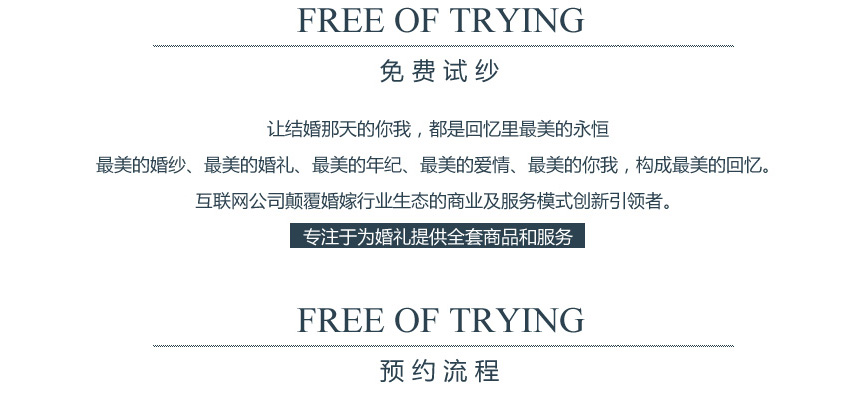 FREE OF TRYING
免费试纱
让结婚那天的你我，都是回忆里最美的永恒
最美的婚纱、最美的婚礼、最美的年纪、最美的爱情、最美的你我，构成最美的回忆。
互联网公司颠覆婚嫁行业生态的商业及服务模式创新引领者。
专注于为婚礼提供全套商品和服务
FREE OF TRYING
预约流程